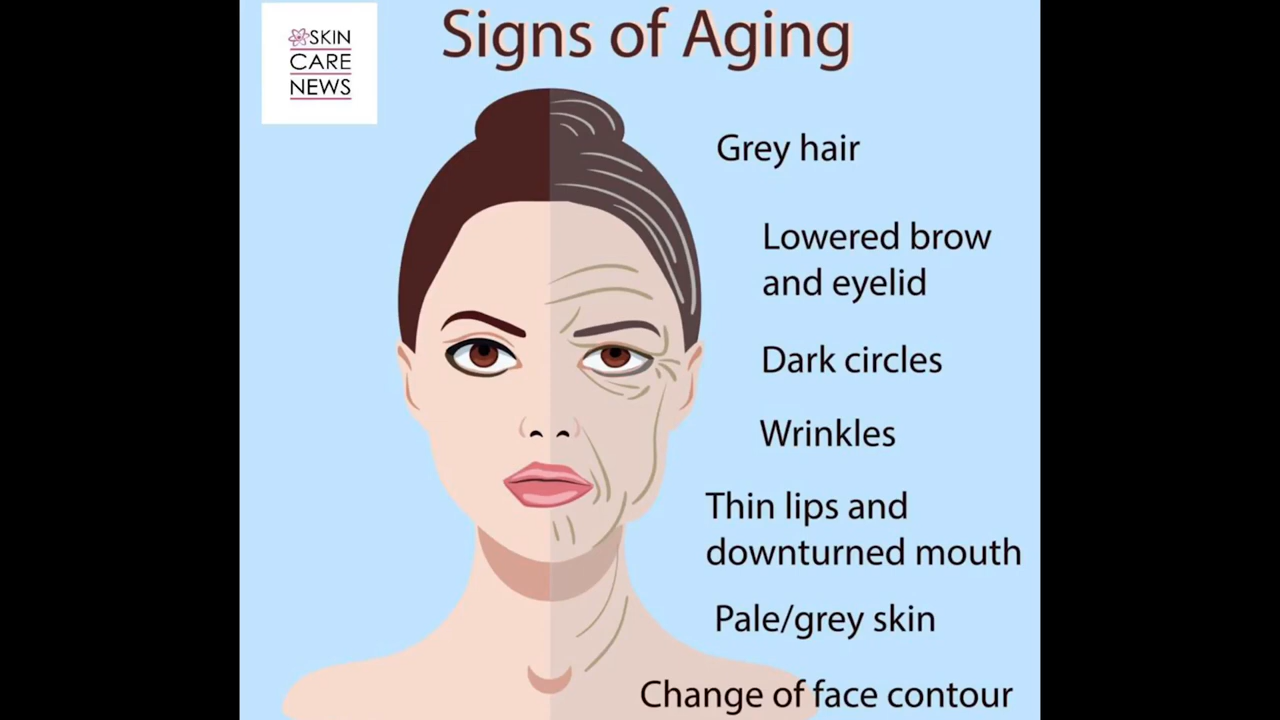 SKIN
CARE
NEWS
Signs of Aging
Grey hair
Lowered brow
and eyelid
Dark circles
Wrinkles
Thin lips and
downturned mouth
Pale/grey skin
Change of face contour